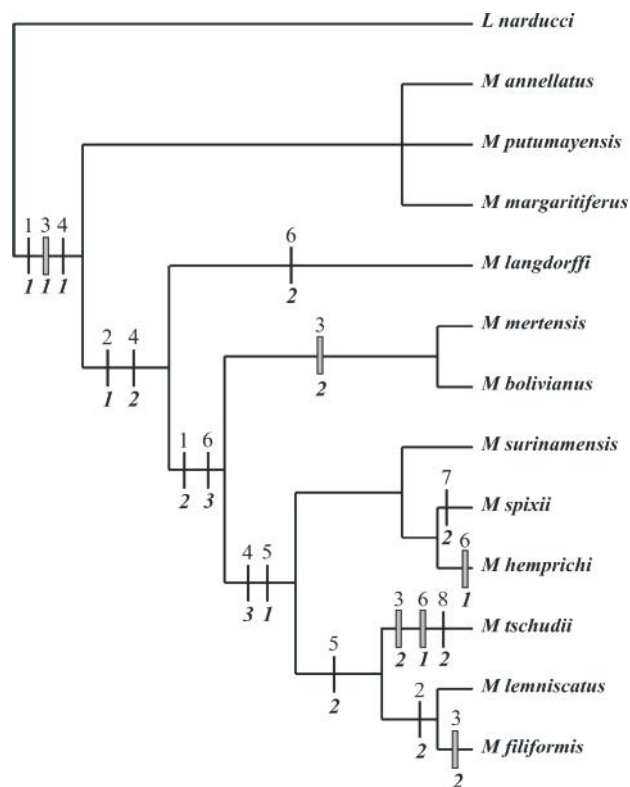 L narducci
M annellatus
M putumayensis
M margaritiferus
1 3 4
1 1 1
6
M langdorffi
2
3
M mertensis
2 4
1 2
2
M bolivianus
1 6
2 3
M surinamensis
7
M spixii
2
6
M hemprichi
1
4 5
3 1
3 6 8
M tschudii
2 1 2
5
2
2
M lemniscatus
2
3
M filiformis
2